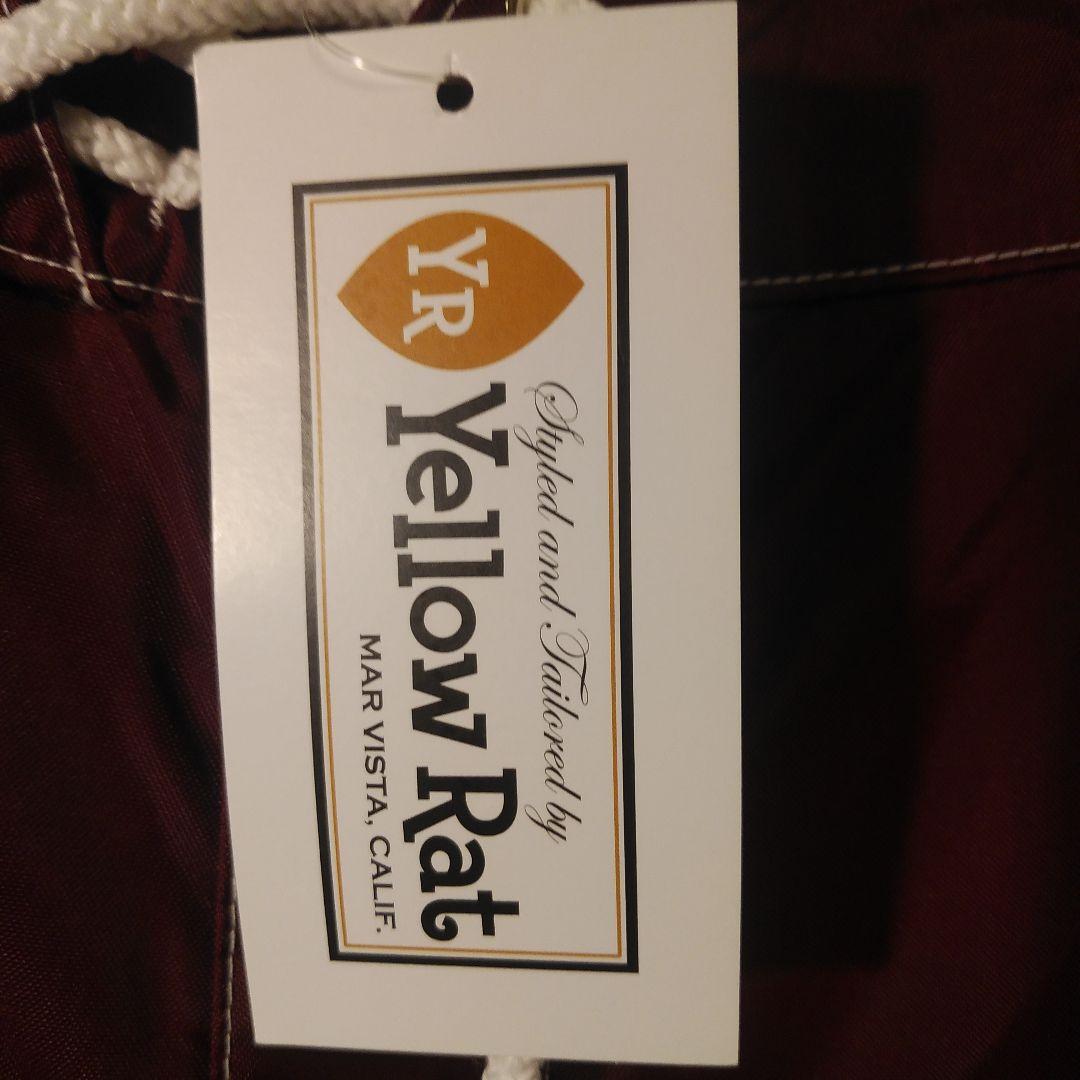 YR
Styled and Tailored by
Yellow Rat
MAR VISTA, CALIF.